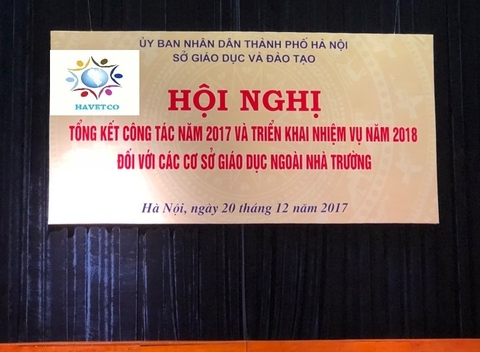 ỦY BAN NHÂN DÂN THÀNH PHỐ HÀ NỘI
SỞ GIÁO DỤC VÀ ĐÀO TẠO
HAVETCO
HỘI NGHỊ
TỔNG KẾT CÔNG TÁC NĂM 2017 VÀ TRIỂN KHAI NHIỆM VỤ NĂM 2018
ĐỐI VỚI CÁC CƠ SỞ GIÁO DỤC NGOÀI NHÀ TRƯỜNG
Hà Nội, ngày 20 tháng 12 năm 2017